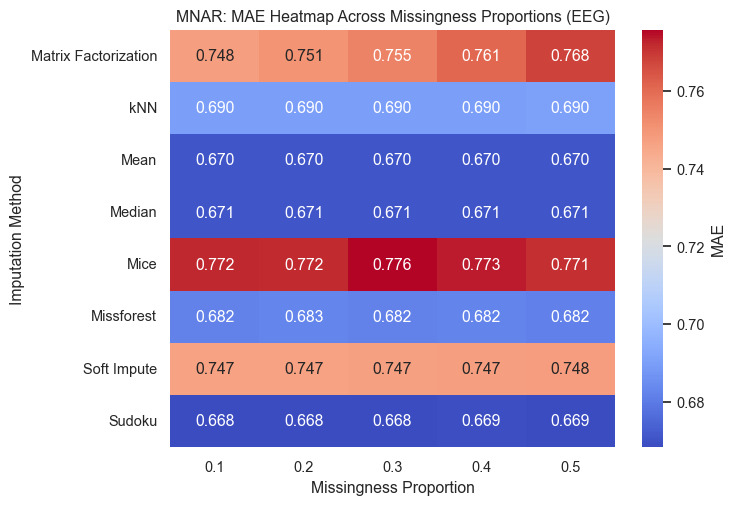 MNAR: MAE Heatmap Across Missingness Proportions (EEG)
Imputation Method
Matrix Factorization 0.748 0.751 0.755 0.761 0.768
kNN 0.690 0.690 0.690 0.690 0.690
Mean 0.670 0.670 0.670 0.670 0.670
Median 0.671 0.671 0.671 0.671 0.671
Mice 0.772 0.772 0.776 0.773 0.771
Missforest 0.682 0.683 0.682 0.682 0.682
Soft Impute 0.747 0.747 0.747 0.747 0.748
Sudoku 0.668 0.668 0.668 0.669 0.669
0.1 0.2 0.3 0.4 0.5
Missingness Proportion
0.76
0.74
0.72
0.70
0.68
MAE